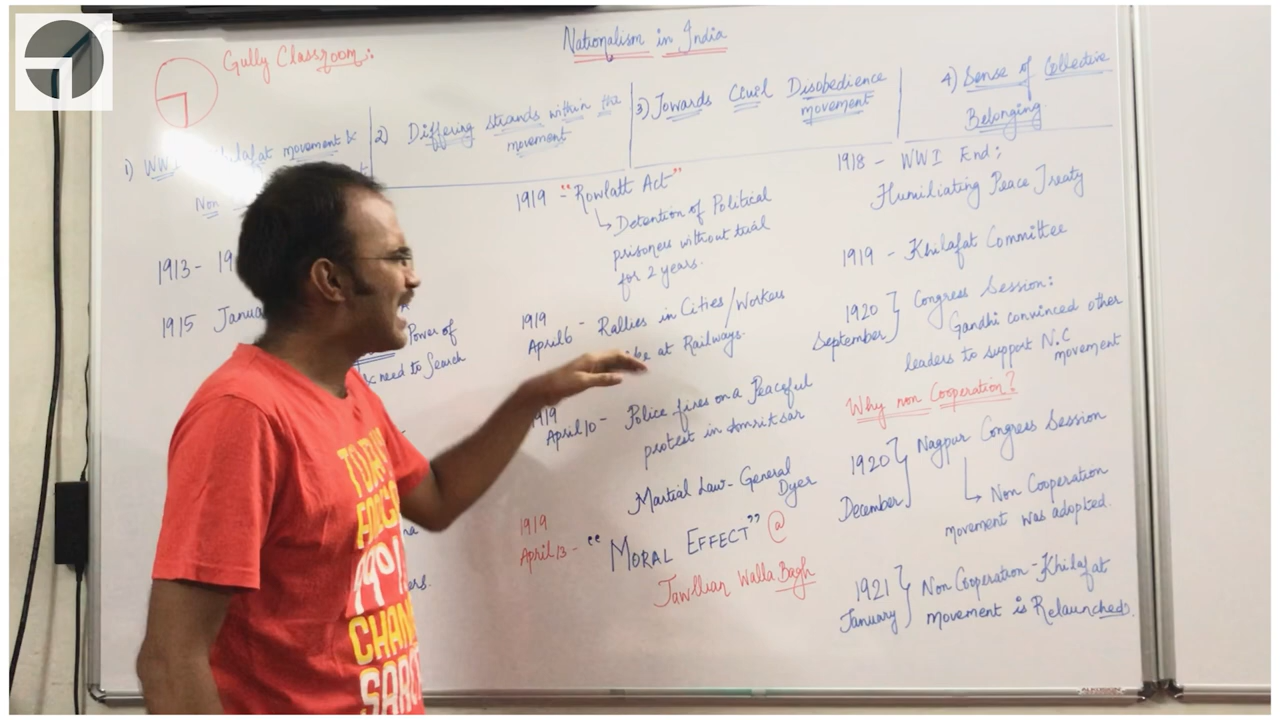 Gully Classroom:
Nationalism in India
1) WWI Khilafat movement &
Non
2) Differing strands within the
movement
3) Towards Civil Disobedience
movement
4) Sense of Collective
Belonging
1913- 19
1915 Janua
Power of
& need to Search
1919 - "Rowlatt Act"
↳ Detention of Political
prisoners without trial
for 2 years.
1919
April 6 - Rallies in Cities/Workers
at Railways.
1919
April 10 - Police fires on a Peaceful
protest in Amritsar
Martial Law - General
Dyer
1919
April 13 - "MORAL EFFECT" @
Jawllian Walla Bagh
1918 - WWI End;
Humiliating Peace Treaty
1919 - Khilafat Committee
1920
September } Congress Session:
Gandhi convinced other
leaders to support N.C
movement
Why non Cooperation?
1920
December } Nagpur Congress Session
↳ Non Cooperation
movement was adopted.
1921
January } Non Cooperation - Khilafat
movement is Relaunched.
TODAY
FOREC
99%
CHAN
SARC